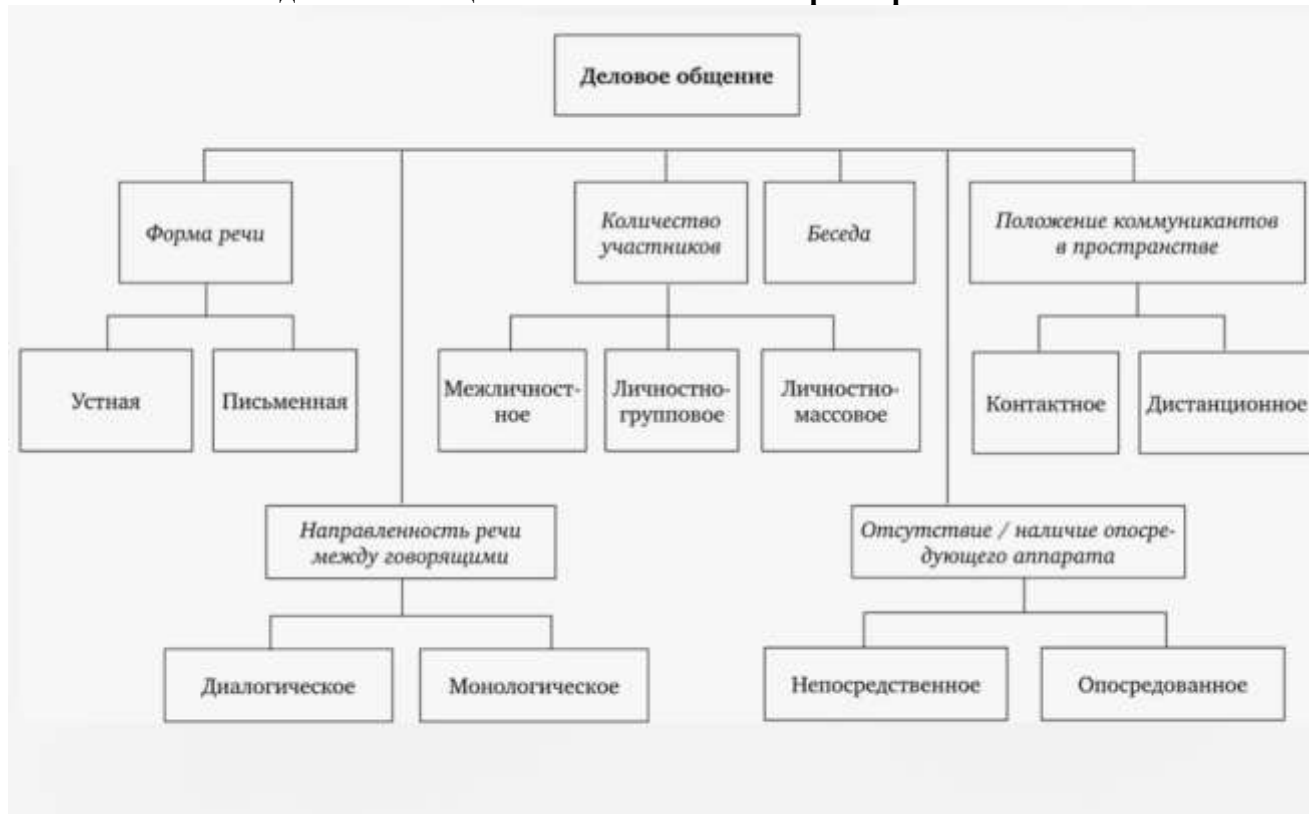 Деловое общение
Форма речи
Количество
участников
Беседа
Положение коммуникантов
в пространстве
Устная
Письменная
Межличност-
ное
Личностно-
групповое
Личностно-
массовое
Контактное
Дистанционное
Направленность речи
между говорящими
Отсутствие / наличие опосре-
дующего аппарата
Диалогическое
Монологическое
Непосредственное
Опосредованное